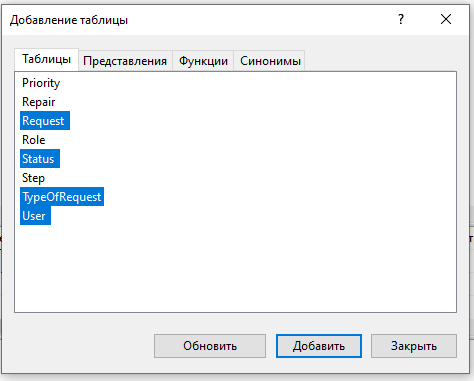 Добавление таблицы
Таблицы Представления Функции Синонимы
Priority
Repair
Request
Role
Status
Step
TypeOfRequest
User
Обновить Добавить Закрыть